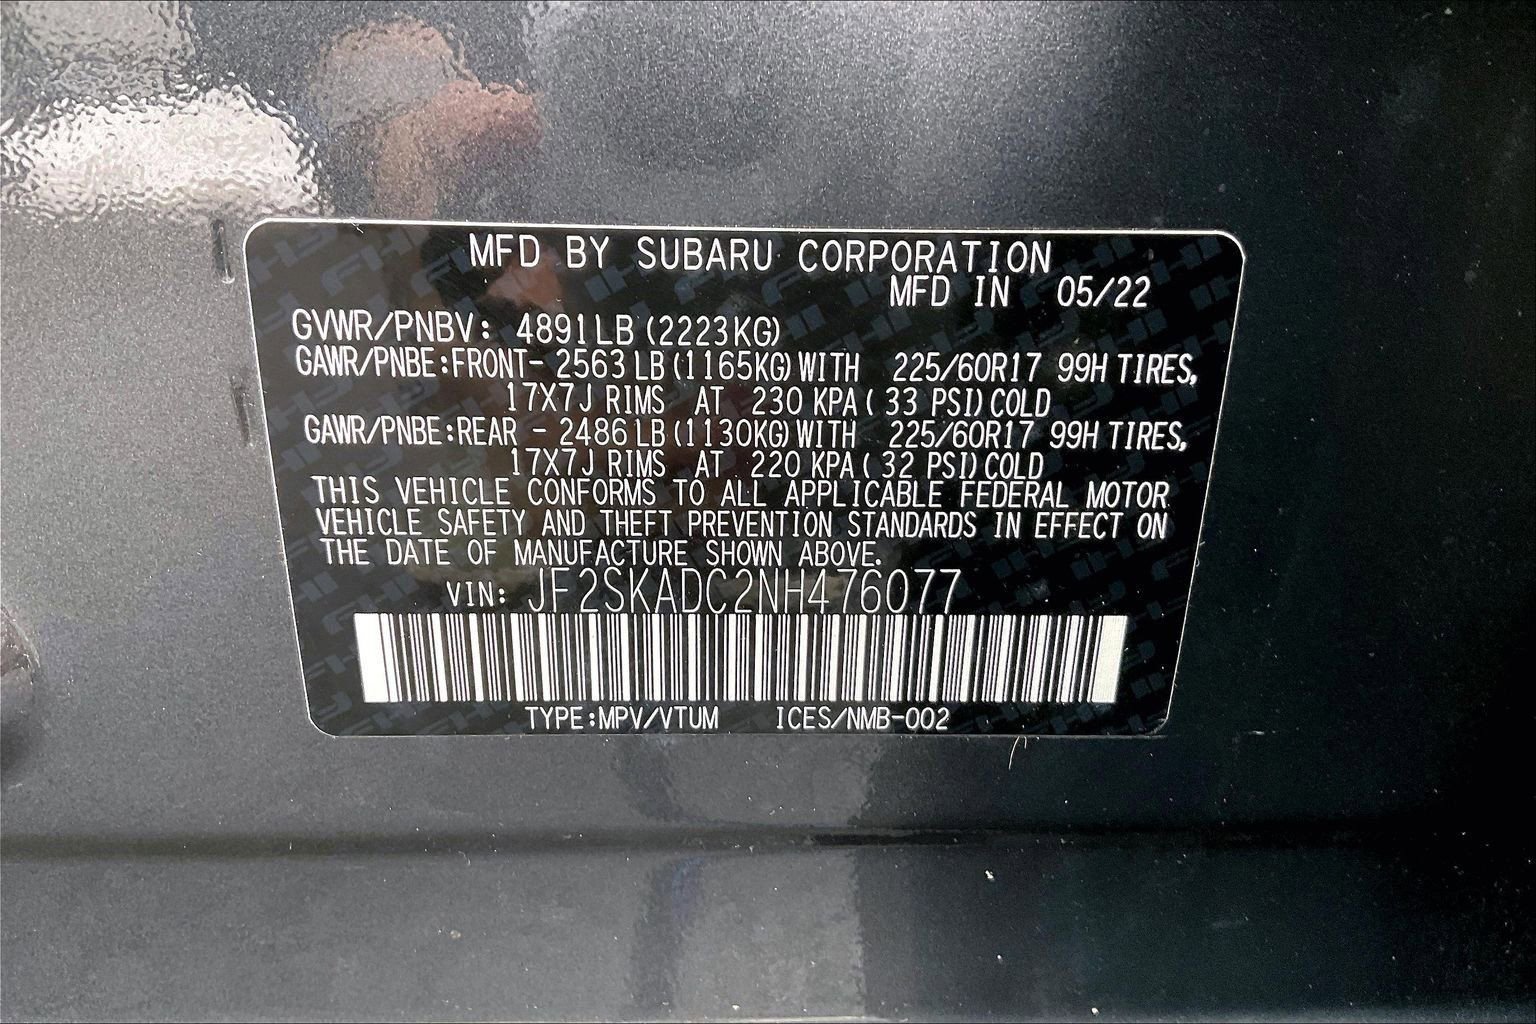 MFD BY SUBARU CORPORATION
MFD IN 05/22
GVWR/PNBV: 4891LB (2223KG)
GAWR/PNBE:FRONT- 2563 LB (1165KG) WITH 225/60R17 99H TIRES,
17X7J RIMS AT 230 KPA ( 33 PSI) COLD
GAWR/PNBE:REAR - 2486 LB (1130KG) WITH 225/60R17 99H TIRES,
17X7J RIMS AT 220 KPA ( 32 PSI) COLD
THIS VEHICLE CONFORMS TO ALL APPLICABLE FEDERAL MOTOR
VEHICLE SAFETY AND THEFT PREVENTION STANDARDS IN EFFECT ON
THE DATE OF MANUFACTURE SHOWN ABOVE.
VIN: JF2SKADC2NH476077
TYPE:MPV/VTUM ICES/NMB-002